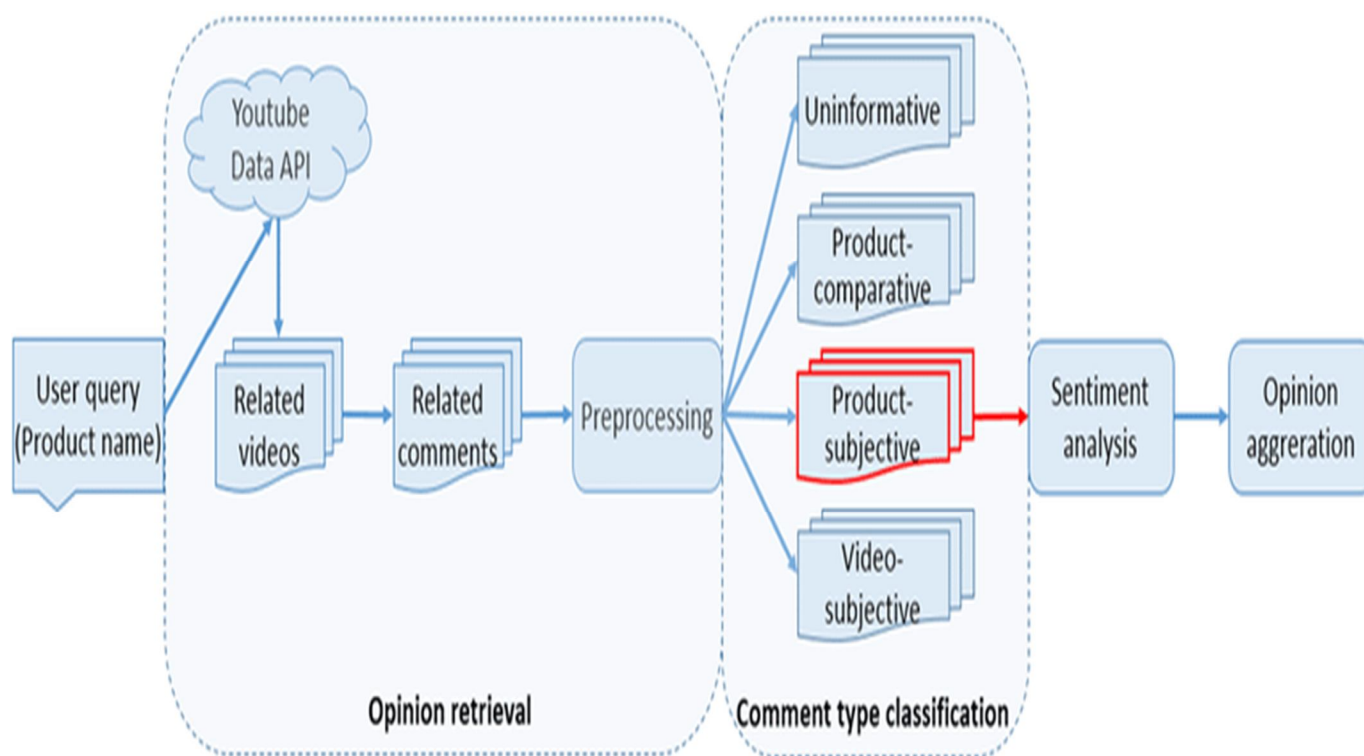 Youtube
Data API
User query
(Product name)
Related
videos
Related
comments
Preprocessing
Opinion retrieval
Uninformative
Product-
comparative
Product-
subjective
Video-
subjective
Comment type classification
Sentiment
analysis
Opinion
aggreration